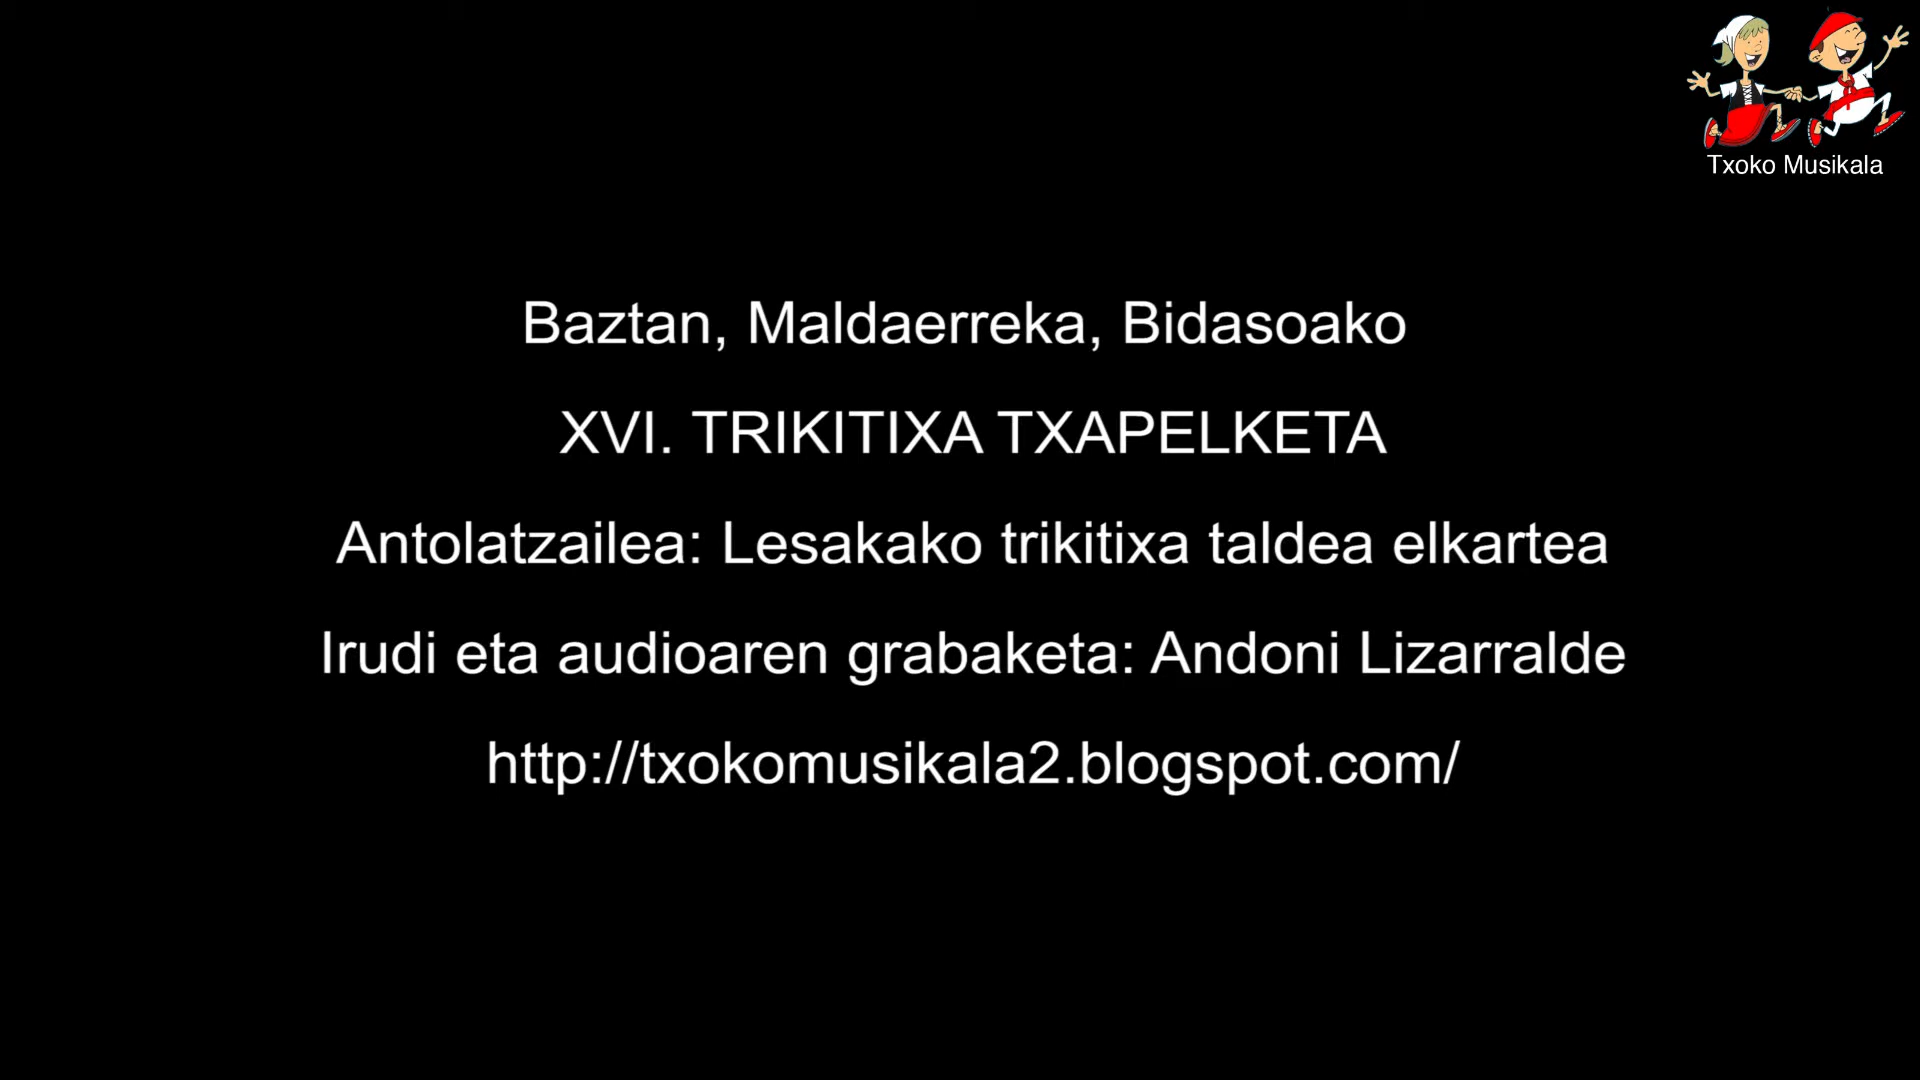 Txoko Musikala
Baztan, Maldaerreka, Bidasoako
XVI. TRIKITIXA TXAPELKETA
Antolatzailea: Lesakako trikitixa taldea elkartea
Irudi eta audioaren grabaketa: Andoni Lizarralde
http://txokomusikala2.blogspot.com/